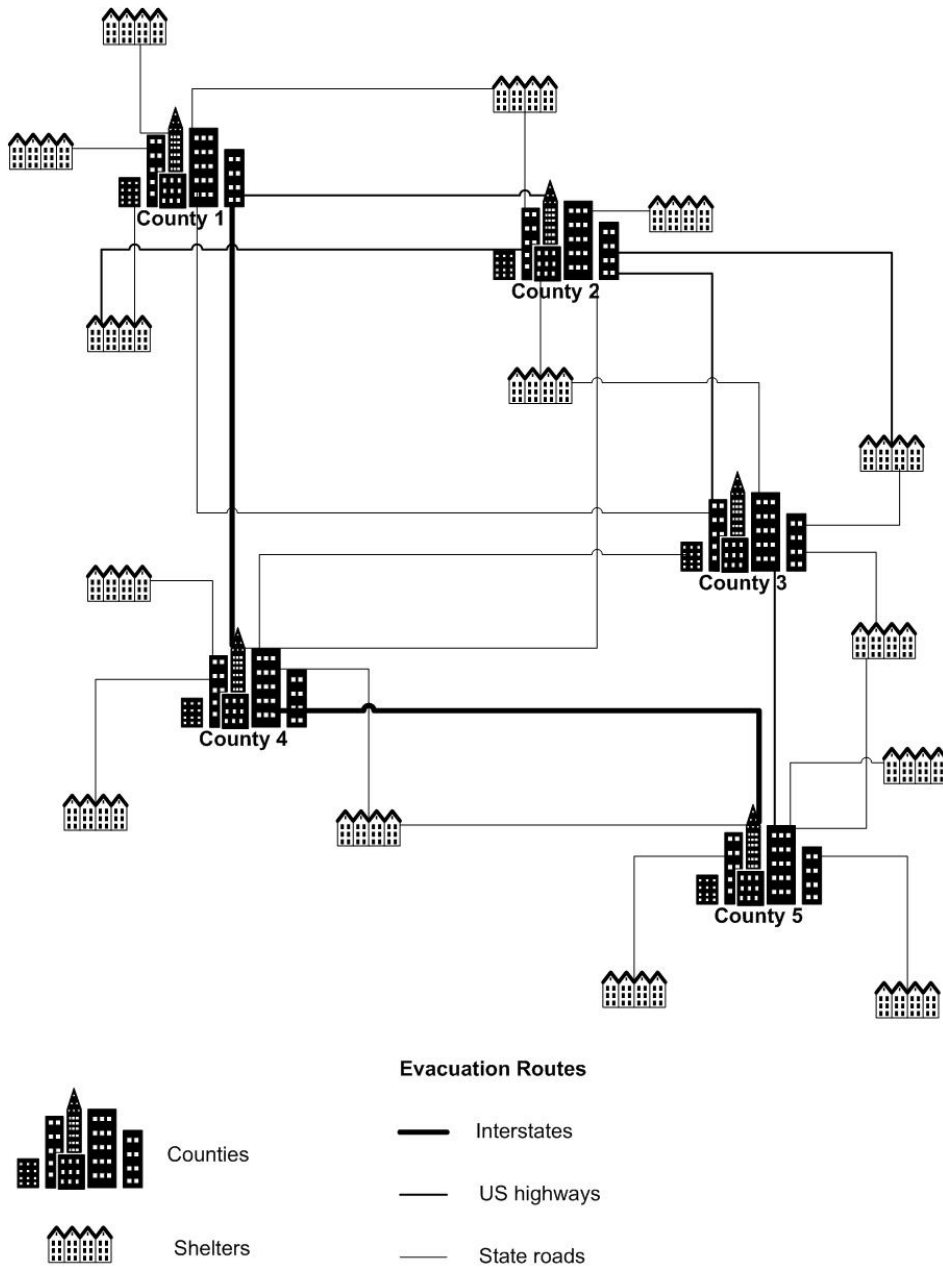 County 1
County 2
County 3
County 4
County 5
Evacuation Routes
Counties
Interstates
US highways
Shelters
State roads